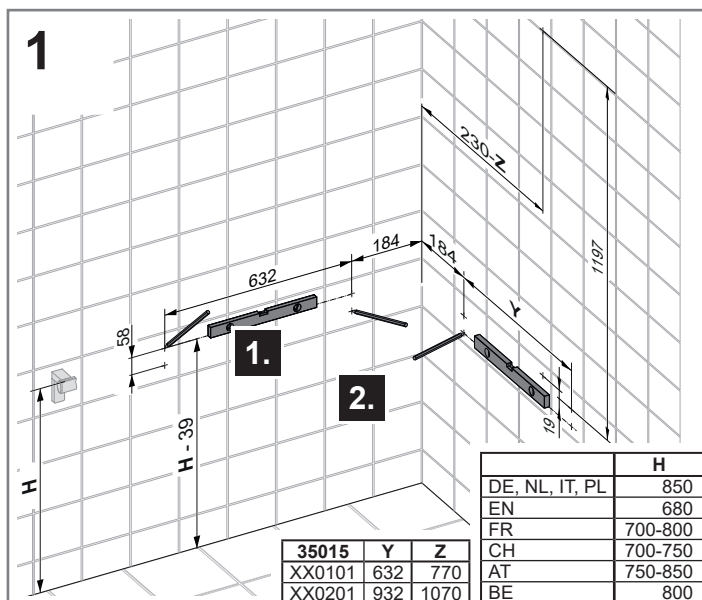 1
230-Z
1197
184
184
632
Y
58
1.
2.
19
H
H - 39
35015 Y Z
XX0101 632 770
XX0201 932 1070
H
DE, NL, IT, PL 850
EN 680
FR 700-800
CH 700-750
AT 750-850
BE 800